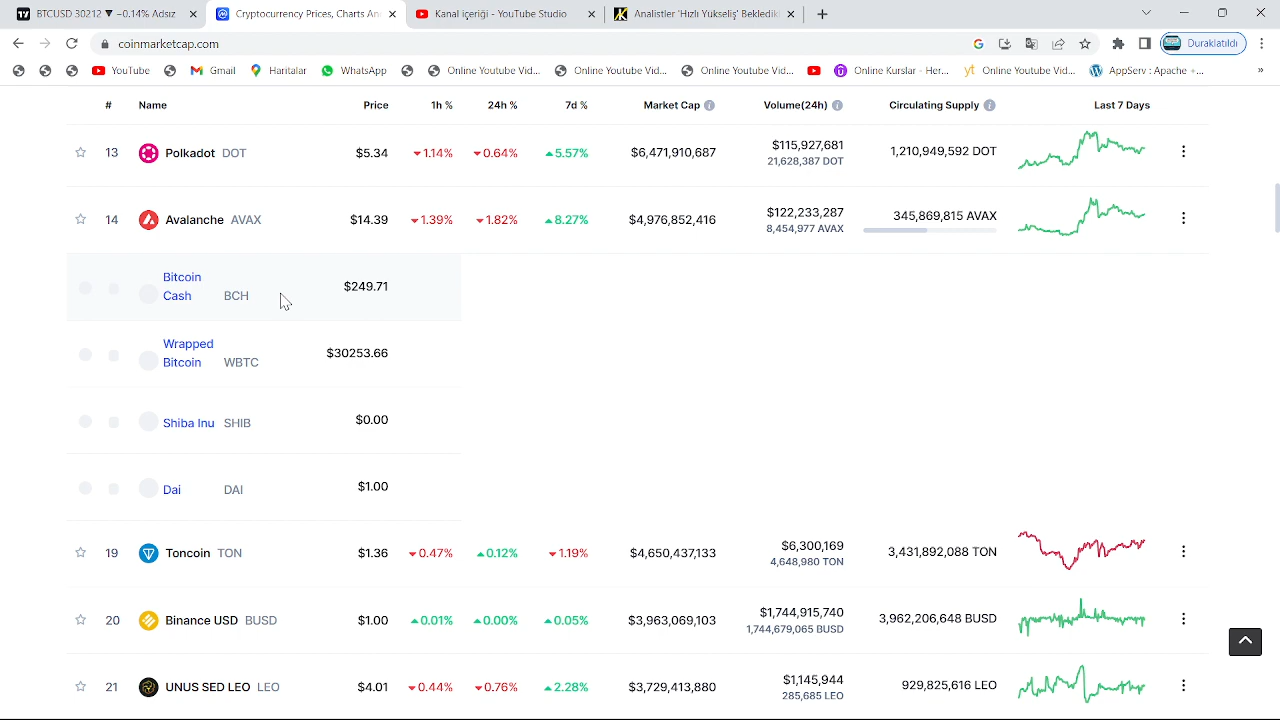 BTCUSD 30212 ▼ −0.14% Adsız
Cryptocurrency Prices, Charts An
Kanal içeriği - YouTube Studio
Analistler 'Hızlı Yükseliş' Bekledik
coinmarketcap.com
Duraklatıldı
YouTube
Gmail
Haritalar
WhatsApp
Online Youtube Vid...
Online Youtube Vid...
Online Youtube Vid...
Online Kurslar - Her...
yt Online Youtube Vid...
AppServ : Apache +...
»
# Name Price 1h % 24h % 7d % Market Cap Volume(24h) Circulating Supply Last 7 Days
13 Polkadot DOT $5.34 1.14% 0.64% 5.57% $6,471,910,687 $115,927,681 1,210,949,592 DOT
21,628,387 DOT
14 Avalanche AVAX $14.39 1.39% 1.82% 8.27% $4,976,852,416 $122,233,287 345,869,815 AVAX
8,454,977 AVAX
Bitcoin
Cash BCH $249.71
Wrapped
Bitcoin WBTC $30253.66
Shiba Inu SHIB $0.00
Dai DAI $1.00
19 Toncoin TON $1.36 0.47% 0.12% 1.19% $4,650,437,133 $6,300,169 3,431,892,088 TON
4,648,980 TON
20 Binance USD BUSD $1.00 0.01% 0.00% 0.05% $3,963,069,103 $1,744,915,740 3,962,206,648 BUSD
1,744,679,065 BUSD
21 UNUS SED LEO LEO $4.01 0.44% 0.76% 2.28% $3,729,413,880 $1,145,944 929,825,616 LEO
285,685 LEO